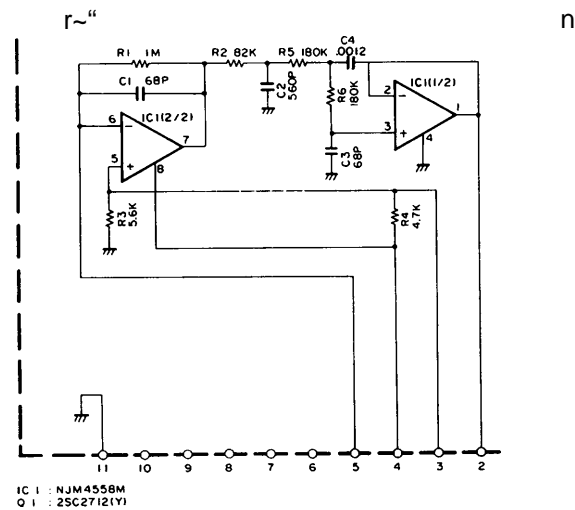 r~“ n
R1 1M
C1 68P
R2 82K
R5 180K
C4
.0012
C2
560P
R6
180K
C3
68P
IC1(2/2)
6 -
5 +
7
8
IC1(1/2)
2 -
3 +
1
4
R3
5.6K
R4
4.7K
11 10 9 8 7 6 5 4 3 2
IC 1 : NJM4558M
Q 1 : 2SC2712(Y)